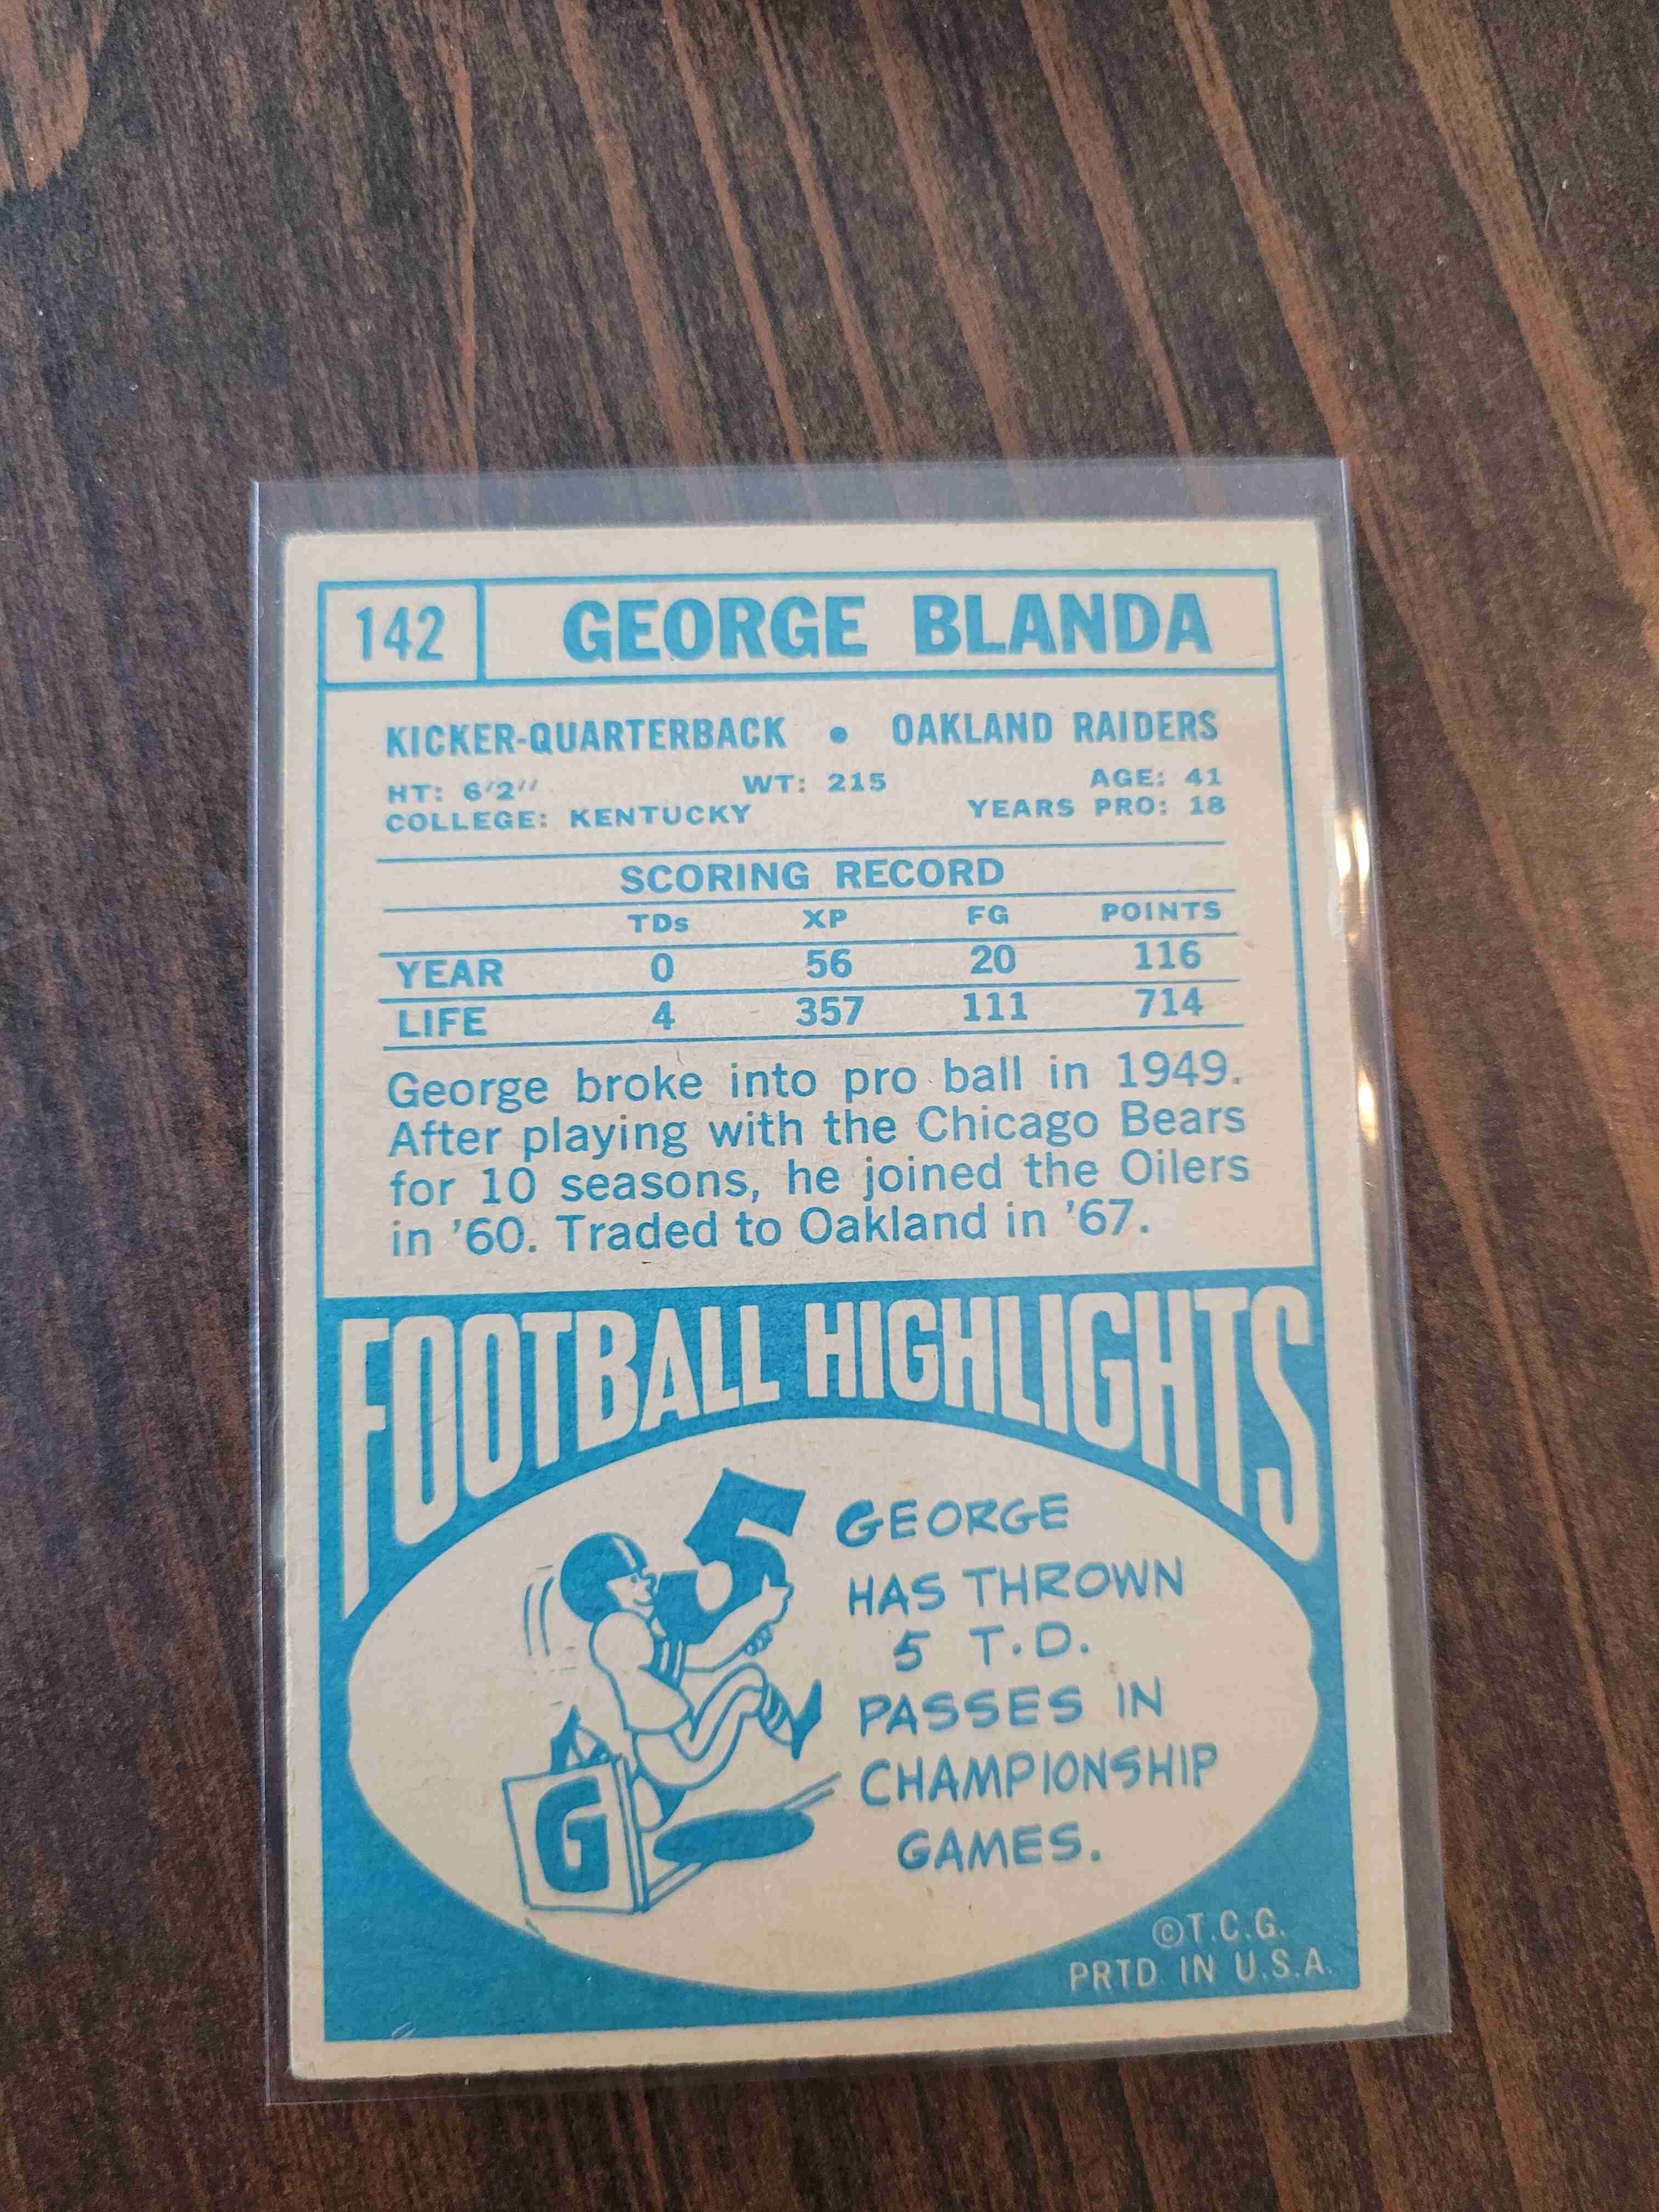 142 GEORGE BLANDA
KICKER-QUARTERBACK • OAKLAND RAIDERS
HT: 6'2" WT: 215 AGE: 41
COLLEGE: KENTUCKY YEARS PRO: 18
SCORING RECORD
TDs XP FG POINTS
YEAR 0 56 20 116
LIFE 4 357 111 714
George broke into pro ball in 1949.
After playing with the Chicago Bears
for 10 seasons, he joined the Oilers
in '60. Traded to Oakland in '67.
FOOTBALL HIGHLIGHTS
5
G
GEORGE
HAS THROWN
5 T.D.
PASSES IN
CHAMPIONSHIP
GAMES.
©T.C.G.
PRTD. IN U.S.A.